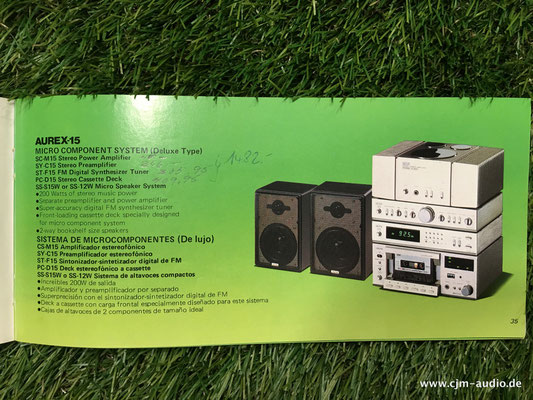 AUREX-15
MICRO COMPONENT SYSTEM (Deluxe Type)
SC-M15 Stereo Power Amplifier
SY-C15 Stereo Preamplifier
ST-F15 FM Digital Synthesizer Tuner
PC-D15 Stereo Cassette Deck
SS-S15W or SS-12W Micro Speaker System
●200 Watts of stereo music power
●Separate preamplifier and power amplifier
●Super-accuracy digital FM synthesizer tuner
●Front-loading cassette deck specially designed
for micro component system
●2-way bookshelf size speakers
1482.-
SISTEMA DE MICROCOMPONENTES (De lujo)
CS-M15 Amplificador estereofónico
SY-C15 Preamplificador estereofónico
ST-F15 Sintonizador-sintetizador digital de FM
PC-D15 Deck estereofónico a cassette
SS-S15W o SS-12W Sistema de altavoces compactos
●Increíbles 200W de salida
●Amplificador y preamplificador por separado
●Superprecisión con el sintonizador-sintetizador digital de FM
●Deck a cassette con carga frontal especialmente diseñado para este sistema
●Cajas de altavoces de 2 componentes de tamaño ideal
35
www.cjm-audio.de